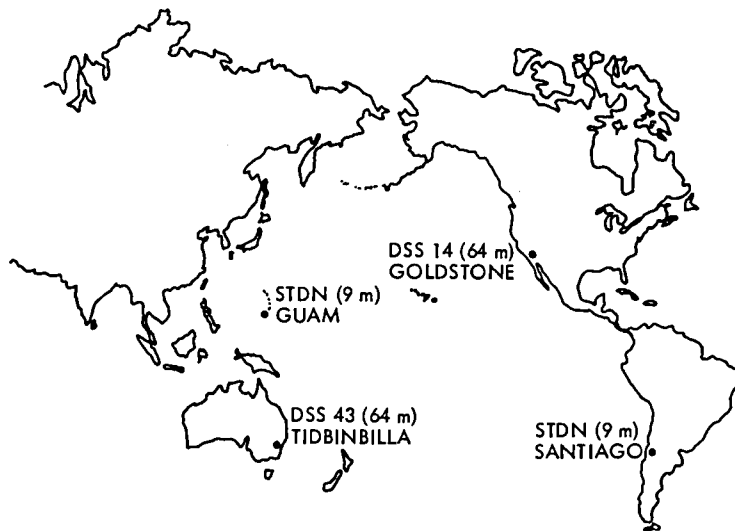 DSS 14 (64 m)
GOLDSTONE
STDN (9 m)
GUAM
DSS 43 (64 m)
TIDBINBILLA
STDN (9 m)
SANTIAGO